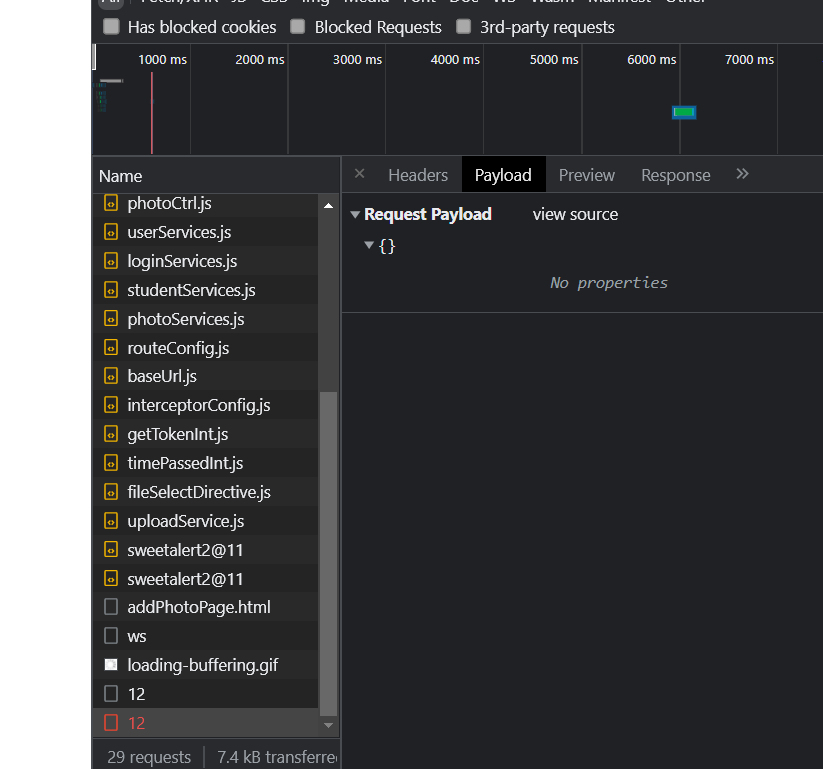 All Fetch/XHR JS CSS Img Media Font Doc WS Wasm Manifest Other
Has blocked cookies Blocked Requests 3rd-party requests
1000 ms 2000 ms 3000 ms 4000 ms 5000 ms 6000 ms 7000 ms
Name
× Headers Payload Preview Response »
photoCtrl.js
userServices.js
loginServices.js
studentServices.js
photoServices.js
routeConfig.js
baseUrl.js
interceptorConfig.js
getTokenInt.js
timePassedInt.js
fileSelectDirective.js
uploadService.js
sweetalert2@11
sweetalert2@11
addPhotoPage.html
ws
loading-buffering.gif
12
12
29 requests 7.4 kB transferre
Request Payload view source
{}
No properties